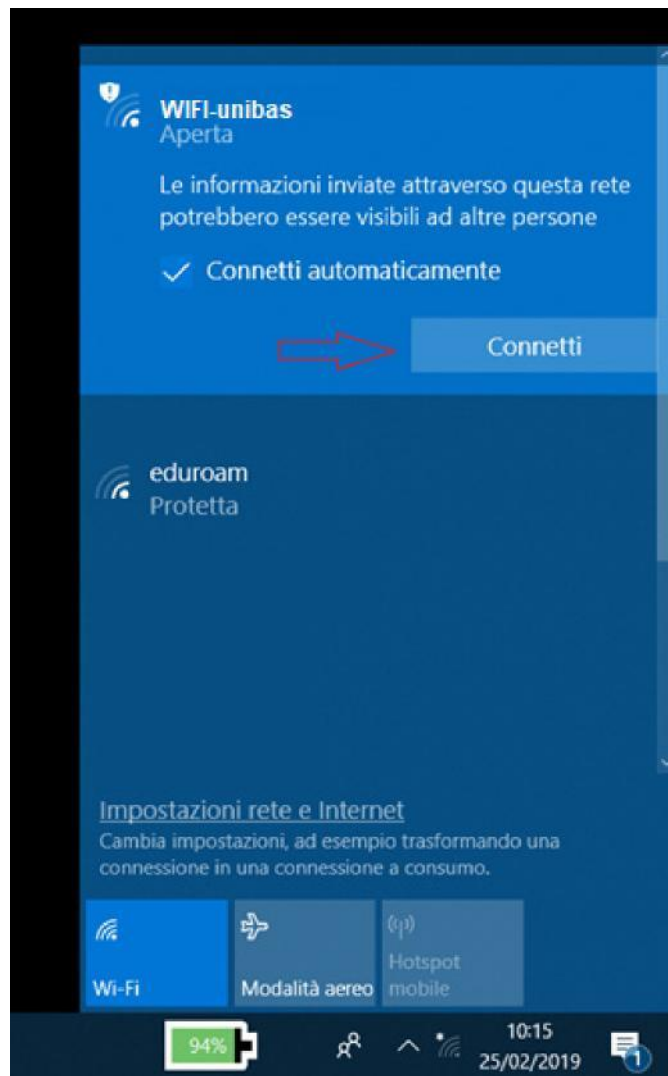 WIFI-unibas
Aperta
Le informazioni inviate attraverso questa rete
potrebbero essere visibili ad altre persone
Connetti automaticamente
Connetti
eduroam
Protetta
Impostazioni rete e Internet
Cambia impostazioni, ad esempio trasformando una
connessione in una connessione a consumo.
Wi-Fi
Modalità aereo
Hotspot
mobile
94%
10:15
25/02/2019
1